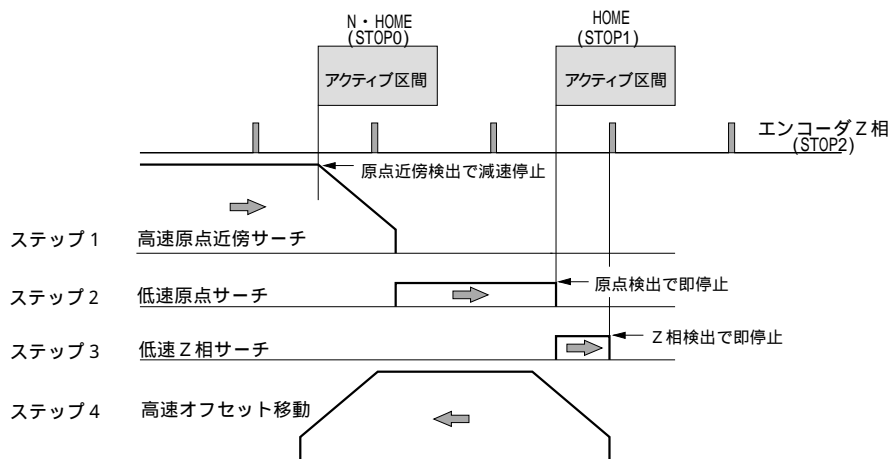 N・HOME
(STOP0)
HOME
(STOP1)
アクティブ区間
アクティブ区間
エンコーダZ相
(STOP2)
原点近傍検出で減速停止
ステップ1 高速原点近傍サーチ
ステップ2 低速原点サーチ
原点検出で即停止
ステップ3 低速Z相サーチ
Z相検出で即停止
ステップ4 高速オフセット移動